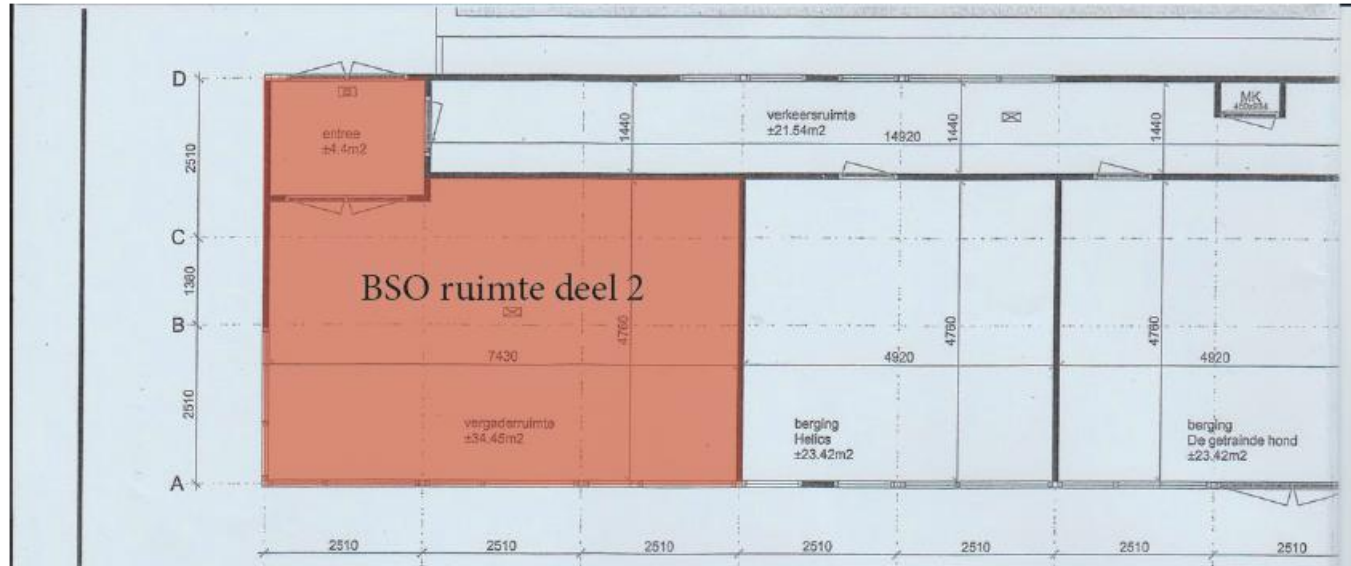 D
MK
450x934
entree
±4.4m2
verkeersruimte
±21.54m2
14920
1440
1440
1440
2510
C
1380
BSO ruimte deel 2
B
4760
4760
4760
7430
4920
4920
2510
vergaderruimte
±34.45m2
berging
Helios
±23.42m2
berging
De getrainde hond
±23.42m2
A
2510
2510
2510
2510
2510
2510
2510